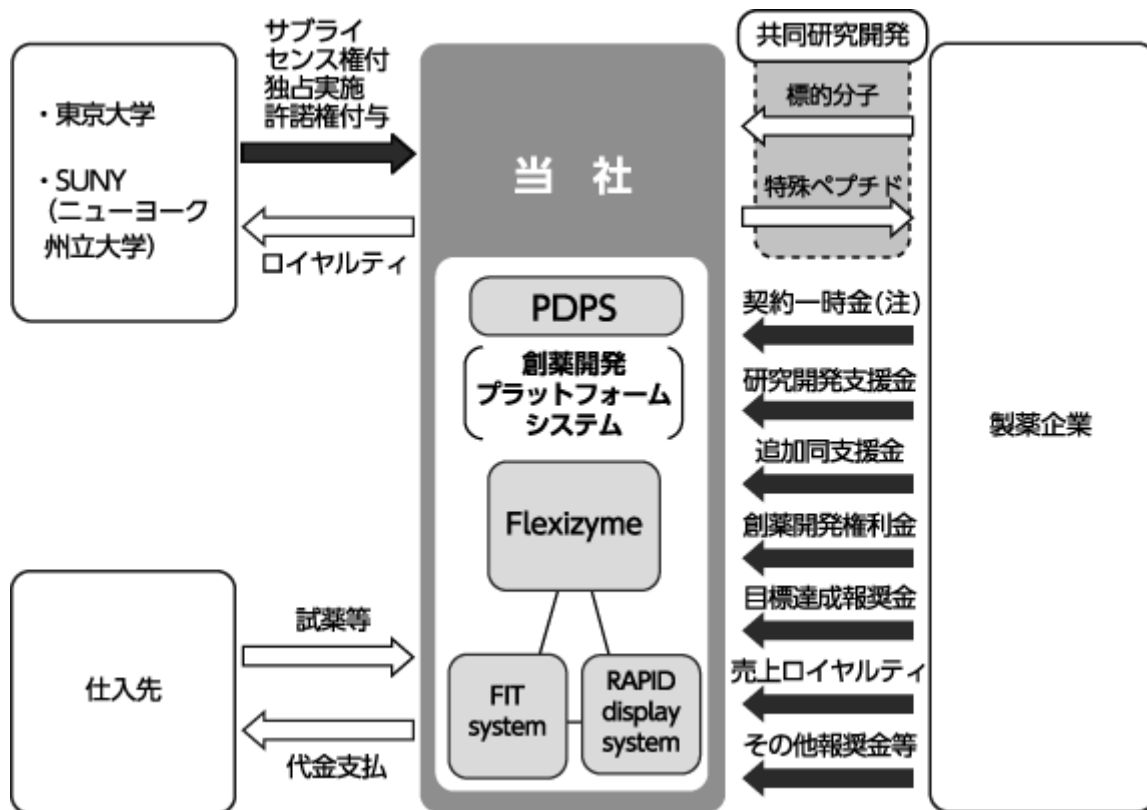 サブライ
センス権付
独占実施
許諾権付与
・東京大学
・SUNY
（ニューヨーク
州立大学）
ロイヤルティ
当 社
共同研究開発
標的分子
特殊ペプチド
PDPS
創薬開発
プラットフォーム
システム
Flexizyme
FIT
system
RAPID
display
system
契約一時金(注)
研究開発支援金
追加同支援金
創薬開発権利金
目標達成報奨金
売上ロイヤルティ
その他報奨金等
製薬企業
仕入先
試薬等
代金支払